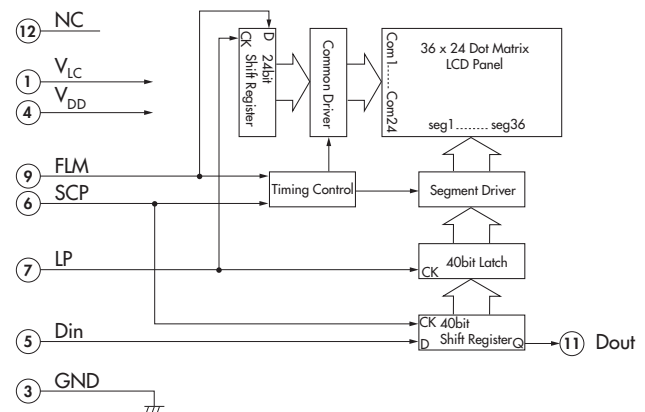 12 NC
1 VLC
4 VDD
9 FLM
6 SCP
7 LP
5 Din
3 GND
D
CK
24bit
Shift Register
Common Driver
Com1...... Com24
36 x 24 Dot Matrix
LCD Panel
seg1........ seg36
Timing Control
Segment Driver
40bit Latch
CK
CK 40bit
D Shift Register Q
11 Dout